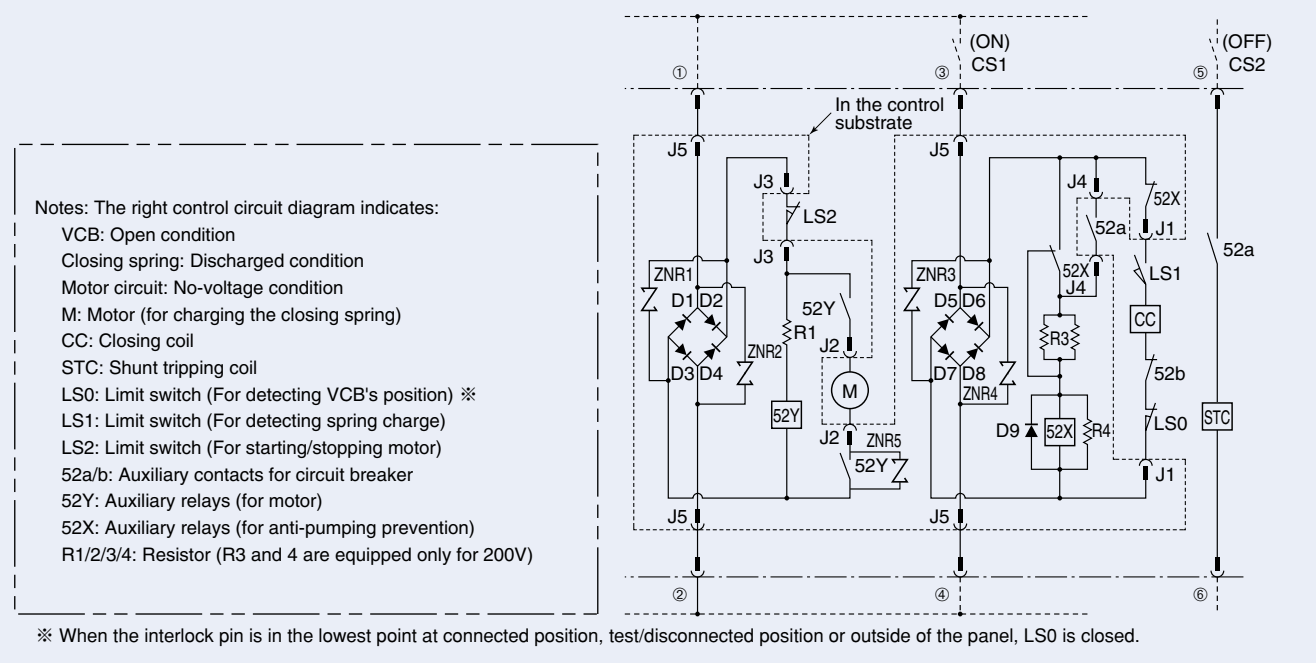 (ON)
CS1
(OFF)
CS2
①
③
⑤
In the control
substrate
J5
J5
J3
J4
52X
LS2
52a
J1
J3
52a
ZNR1
ZNR3
52X
LS1
J4
D1 D2
52Y
D5 D6
CC
R1
R3
J2
ZNR2
D3 D4
D7 D8
52b
M
ZNR4
52Y
LS0
STC
J2
ZNR5
D9
52X
R4
52Y
J1
J5
J5
②
④
⑥
Notes: The right control circuit diagram indicates:
VCB: Open condition
Closing spring: Discharged condition
Motor circuit: No-voltage condition
M: Motor (for charging the closing spring)
CC: Closing coil
STC: Shunt tripping coil
LS0: Limit switch (For detecting VCB's position) ※
LS1: Limit switch (For detecting spring charge)
LS2: Limit switch (For starting/stopping motor)
52a/b: Auxiliary contacts for circuit breaker
52Y: Auxiliary relays (for motor)
52X: Auxiliary relays (for anti-pumping prevention)
R1/2/3/4: Resistor (R3 and 4 are equipped only for 200V)
※ When the interlock pin is in the lowest point at connected position, test/disconnected position or outside of the panel, LS0 is closed.